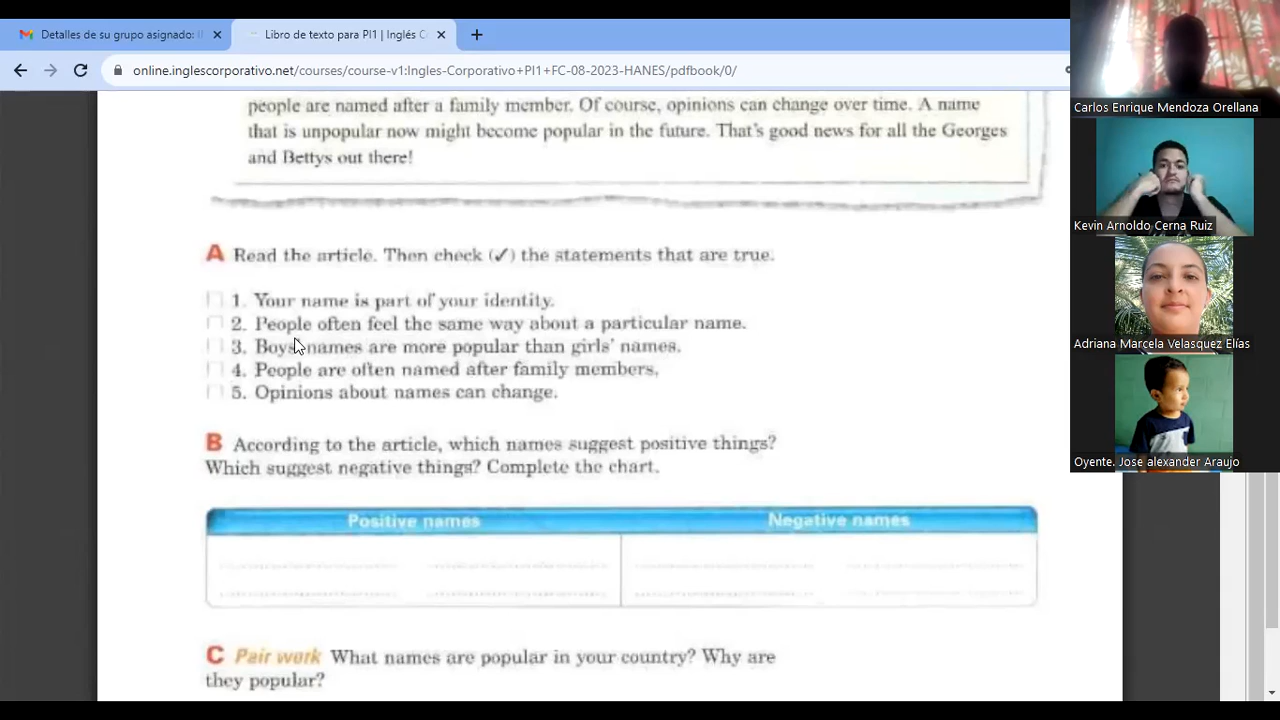 Detalles de su grupo asignado: I
Libro de texto para PI1 | Inglés C
online.inglescorporativo.net/courses/course-v1:Ingles-Corporativo+PI1+FC-08-2023-HANES/pdfbook/0/
people are named after a family member. Of course, opinions can change over time. A name
that is unpopular now might become popular in the future. That's good news for all the Georges
and Bettys out there!
A Read the article. Then check (✓) the statements that are true.
1. Your name is part of your identity.
2. People often feel the same way about a particular name.
3. Boys' names are more popular than girls' names.
4. People are often named after family members.
5. Opinions about names can change.
B According to the article, which names suggest positive things?
Which suggest negative things? Complete the chart.
Positive names
Negative names
C Pair work What names are popular in your country? Why are
they popular?
Carlos Enrique Mendoza Orellana
Kevin Arnoldo Cerna Ruiz
Adriana Marcela Velasquez Elías
Oyente. Jose alexander Araujo